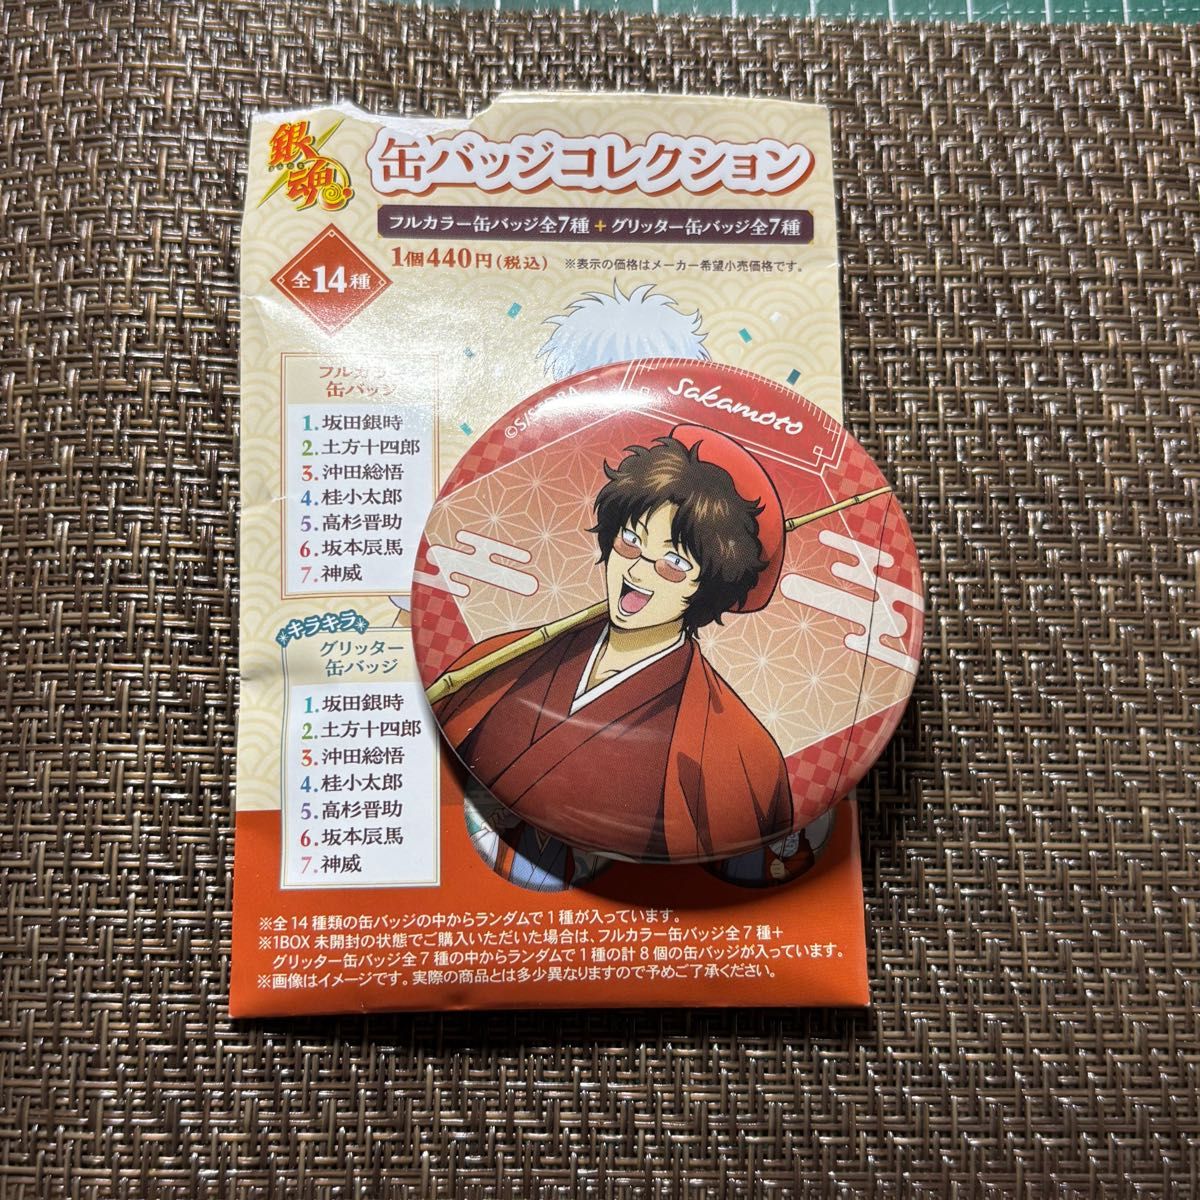 銀魂
缶バッジコレクション
フルカラー缶バッジ全7種+グリッター缶バッジ全7種
全14種
1個440円(税込) ※表示の価格はメーカー希望小売価格です。
フルカラー
缶バッジ
1.坂田銀時
2.土方十四郎
3.沖田総悟
4.桂小太郎
5.高杉晋助
6.坂本辰馬
7.神威
キラキラ
グリッター
缶バッジ
1.坂田銀時
2.土方十四郎
3.沖田総悟
4.桂小太郎
5.高杉晋助
6.坂本辰馬
7.神威
Sakamoto
※全14種類の缶バッジの中からランダムで1種が入っています。
※1BOX未開封の状態でご購入いただいた場合は、フルカラー缶バッジ全7種+
グリッター缶バッジ全7種の中からランダムで1種の計8個の缶バッジが入っています。
※画像はイメージです。実際の商品とは多少異なりますので予めご了承ください。